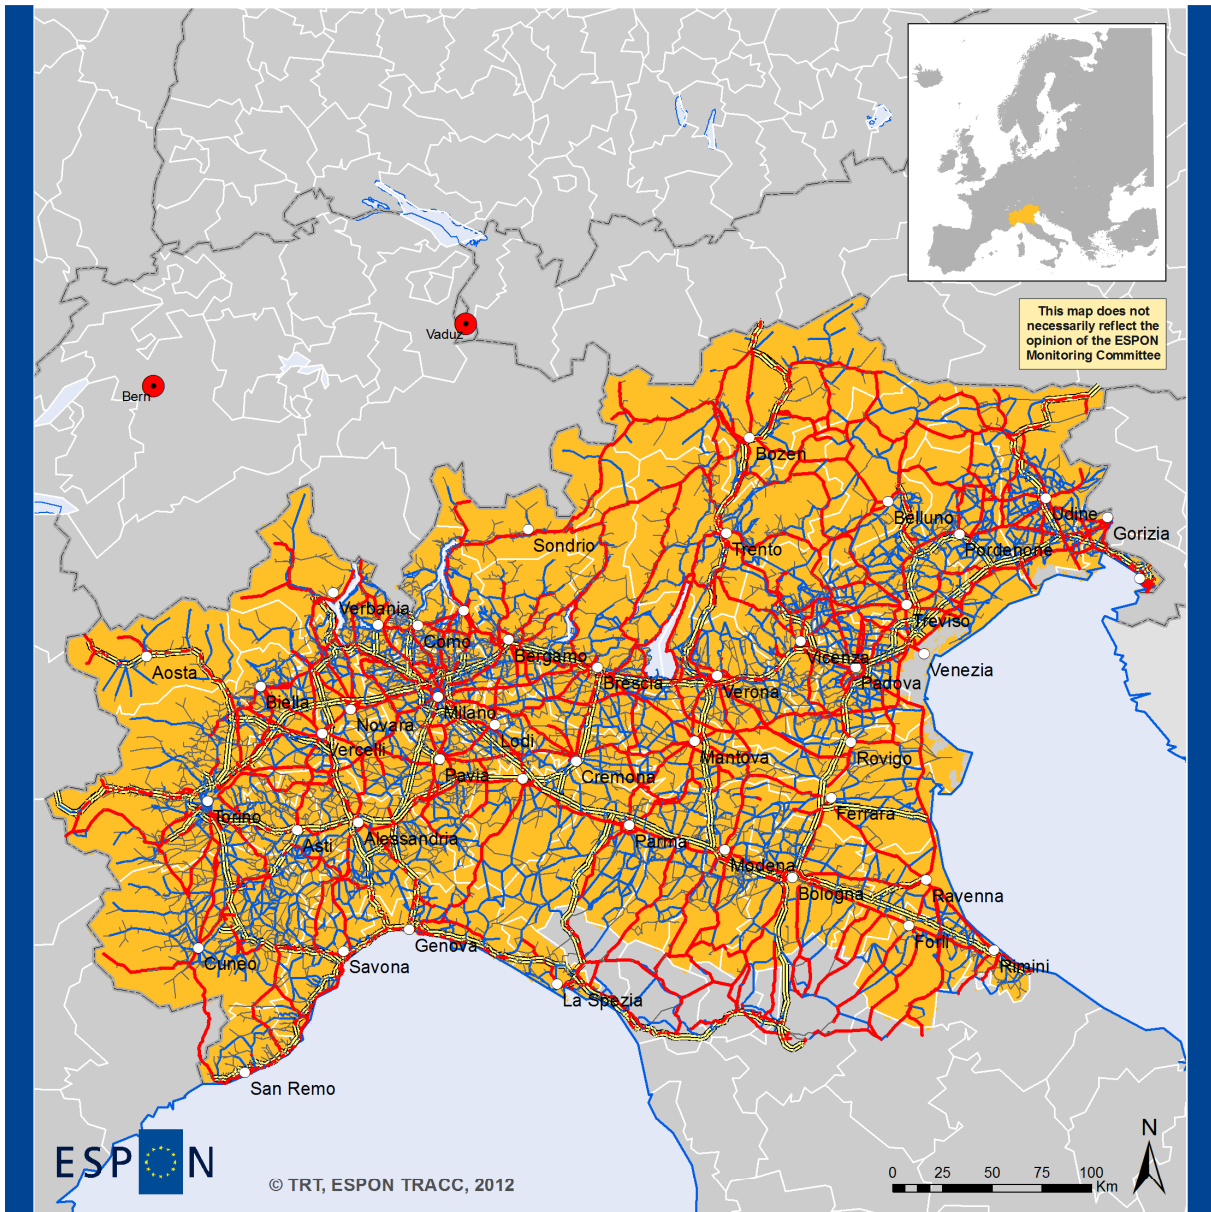 This map does not
necessarily reflect the
opinion of the ESPON
Monitoring Committee
Vaduz
Bern
Bozen
Belluno
Udine
Gorizia
Sondrio
Trento
Pordenone
Verbania
Como
Treviso
Aosta
Bergamo
Vicenza
Venezia
Brescia
Verona
Padova
Biella
Novara
Milano
Vercelli
Lodi
Pavia
Cremona
Mantova
Rovigo
Torino
Asti
Alessandria
Parma
Ferrara
Modena
Bologna
Ravenna
Cuneo
Savona
Genova
Forlì
Rimini
La Spezia
San Remo
N
ESPON
0 25 50 75 100
Km
© TRT, ESPON TRACC, 2012